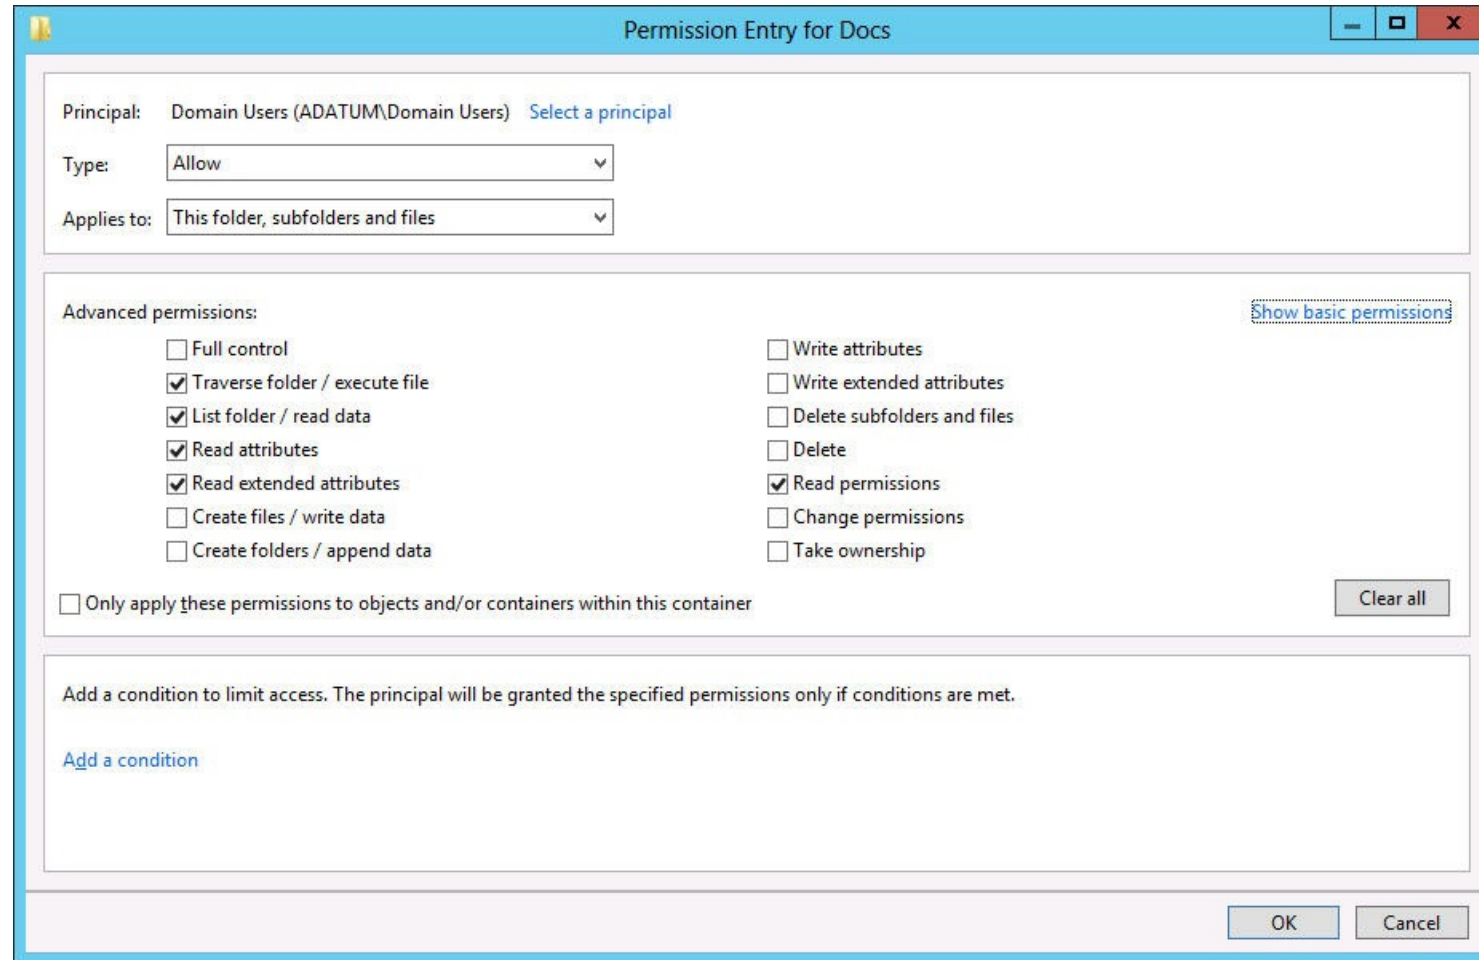 Permission Entry for Docs
Principal: Domain Users (ADATUM\Domain Users) Select a principal
Type: Allow
Applies to: This folder, subfolders and files
Advanced permissions: Show basic permissions
Full control Write attributes
Traverse folder / execute file Write extended attributes
List folder / read data Delete subfolders and files
Read attributes Delete
Read extended attributes Read permissions
Create files / write data Change permissions
Create folders / append data Take ownership
Only apply these permissions to objects and/or containers within this container Clear all
Add a condition to limit access. The principal will be granted the specified permissions only if conditions are met.
Add a condition
OK Cancel